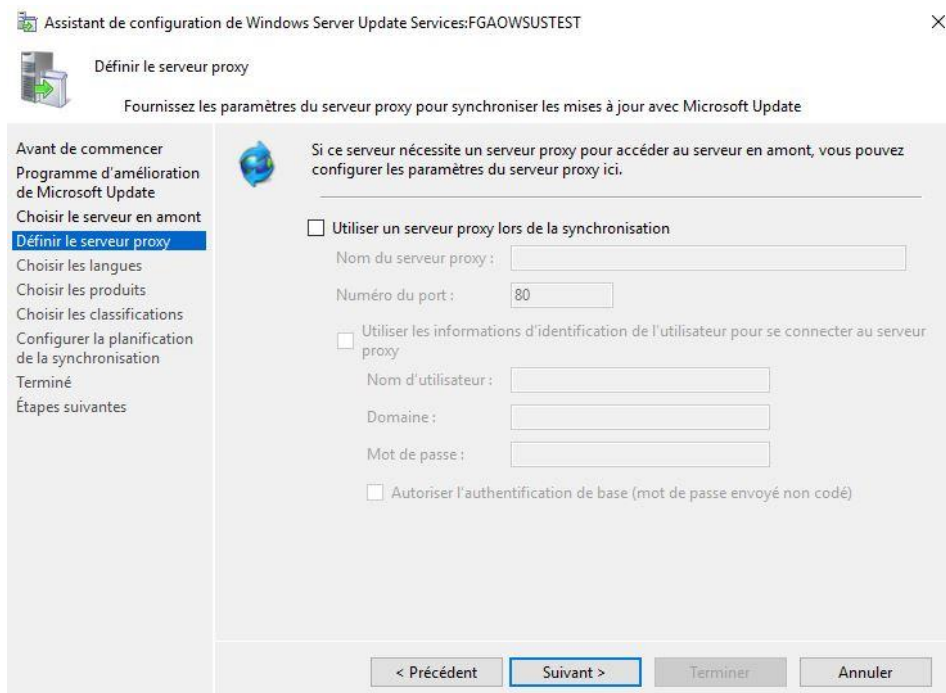 Assistant de configuration de Windows Server Update Services:FGAOWSUSTEST
Définir le serveur proxy
Fournissez les paramètres du serveur proxy pour synchroniser les mises à jour avec Microsoft Update
Avant de commencer
Programme d'amélioration
de Microsoft Update
Choisir le serveur en amont
Définir le serveur proxy
Choisir les langues
Choisir les produits
Choisir les classifications
Configurer la planification
de la synchronisation
Terminé
Étapes suivantes
Si ce serveur nécessite un serveur proxy pour accéder au serveur en amont, vous pouvez
configurer les paramètres du serveur proxy ici.
Utiliser un serveur proxy lors de la synchronisation
Nom du serveur proxy :
Numéro du port : 80
Utiliser les informations d'identification de l'utilisateur pour se connecter au serveur
proxy
Nom d'utilisateur :
Domaine :
Mot de passe :
Autoriser l'authentification de base (mot de passe envoyé non codé)
< Précédent Suivant > Terminer Annuler